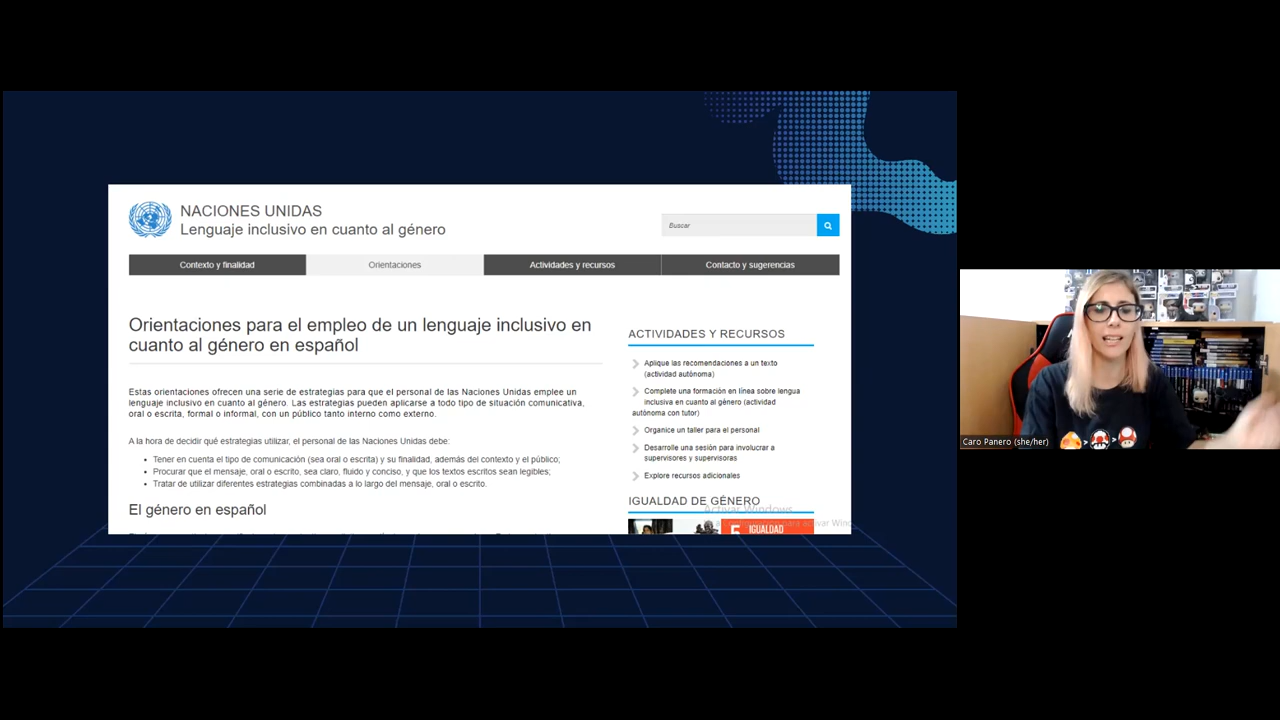 NACIONES UNIDAS
Lenguaje inclusivo en cuanto al género
Buscar
Contexto y finalidad
Orientaciones
Actividades y recursos
Contacto y sugerencias
Orientaciones para el empleo de un lenguaje inclusivo en
cuanto al género en español
Estas orientaciones ofrecen una serie de estrategias para que el personal de las Naciones Unidas emplee un
lenguaje inclusivo en cuanto al género. Las estrategias pueden aplicarse a todo tipo de situación comunicativa,
oral o escrita, formal o informal, con un público tanto interno como externo.
A la hora de decidir qué estrategias utilizar, el personal de las Naciones Unidas debe:
Tener en cuenta el tipo de comunicación (sea oral o escrita) y su finalidad, además del contexto y el público;
Procurar que el mensaje, oral o escrito, sea claro, fluido y conciso, y que los textos escritos sean legibles;
Tratar de utilizar diferentes estrategias combinadas a lo largo del mensaje, oral o escrito.
El género en español
ACTIVIDADES Y RECURSOS
Aplique las recomendaciones a un texto
(actividad autónoma)
Complete una formación en línea sobre lengua
inclusiva en cuanto al género (actividad
autónoma con tutor)
Organice un taller para el personal
Desarrolle una sesión para involucrar a
supervisores y supervisoras
Explore recursos adicionales
IGUALDAD DE GÉNERO
Activar Windows
para activar Wind
5 IGUALDAD
Caro Panero (she/her)